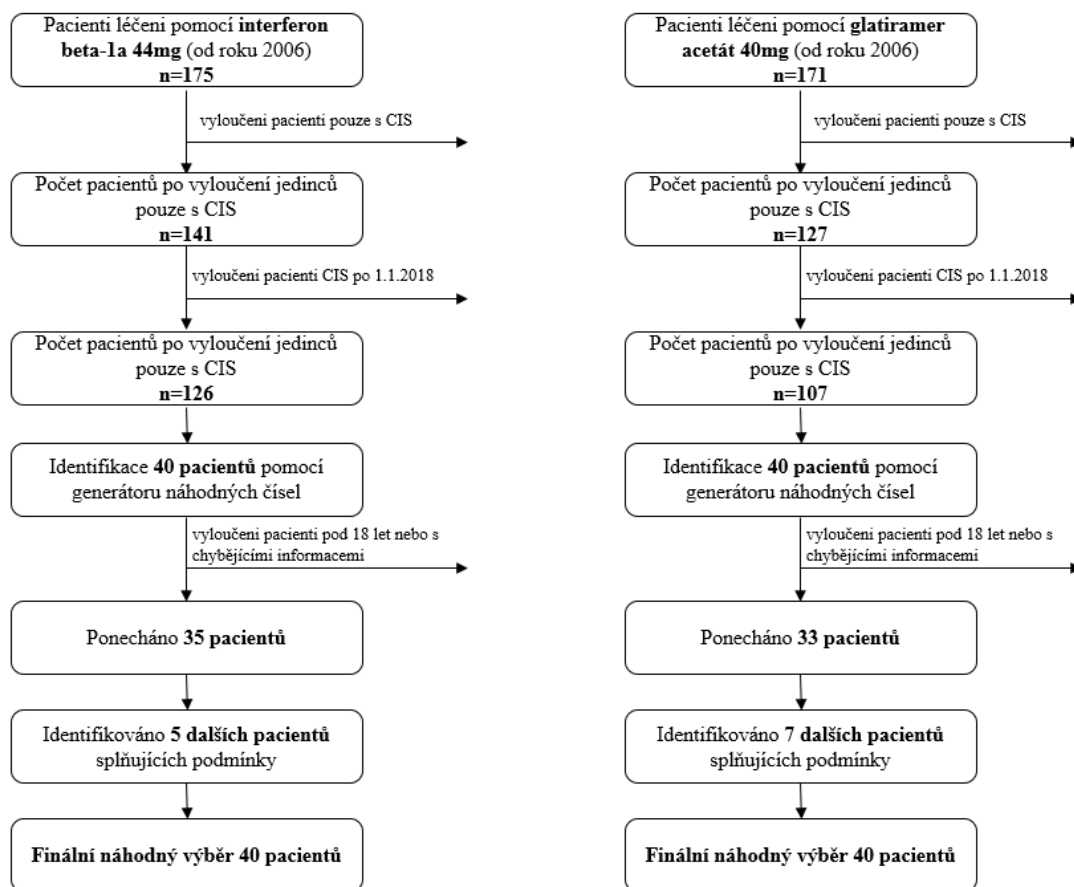 Pacienti léčeni pomocí interferon
beta-1a 44mg (od roku 2006)
n=175
vyloučeni pacienti pouze s CIS
Počet pacientů po vyloučení jedinců
pouze s CIS
n=141
vyloučeni pacienti CIS po 1.1.2018
Počet pacientů po vyloučení jedinců
pouze s CIS
n=126
Identifikace 40 pacientů pomocí
generátoru náhodných čísel
vyloučeni pacienti pod 18 let nebo s
chybějícími informacemi
Ponecháno 35 pacientů
Identifikováno 5 dalších pacientů
splňujících podmínky
Finální náhodný výběr 40 pacientů
Pacienti léčeni pomocí glatiramer
acetát 40mg (od roku 2006)
n=171
vyloučeni pacienti pouze s CIS
Počet pacientů po vyloučení jedinců
pouze s CIS
n=127
vyloučeni pacienti CIS po 1.1.2018
Počet pacientů po vyloučení jedinců
pouze s CIS
n=107
Identifikace 40 pacientů pomocí
generátoru náhodných čísel
vyloučeni pacienti pod 18 let nebo s
chybějícími informacemi
Ponecháno 33 pacientů
Identifikováno 7 dalších pacientů
splňujících podmínky
Finální náhodný výběr 40 pacientů